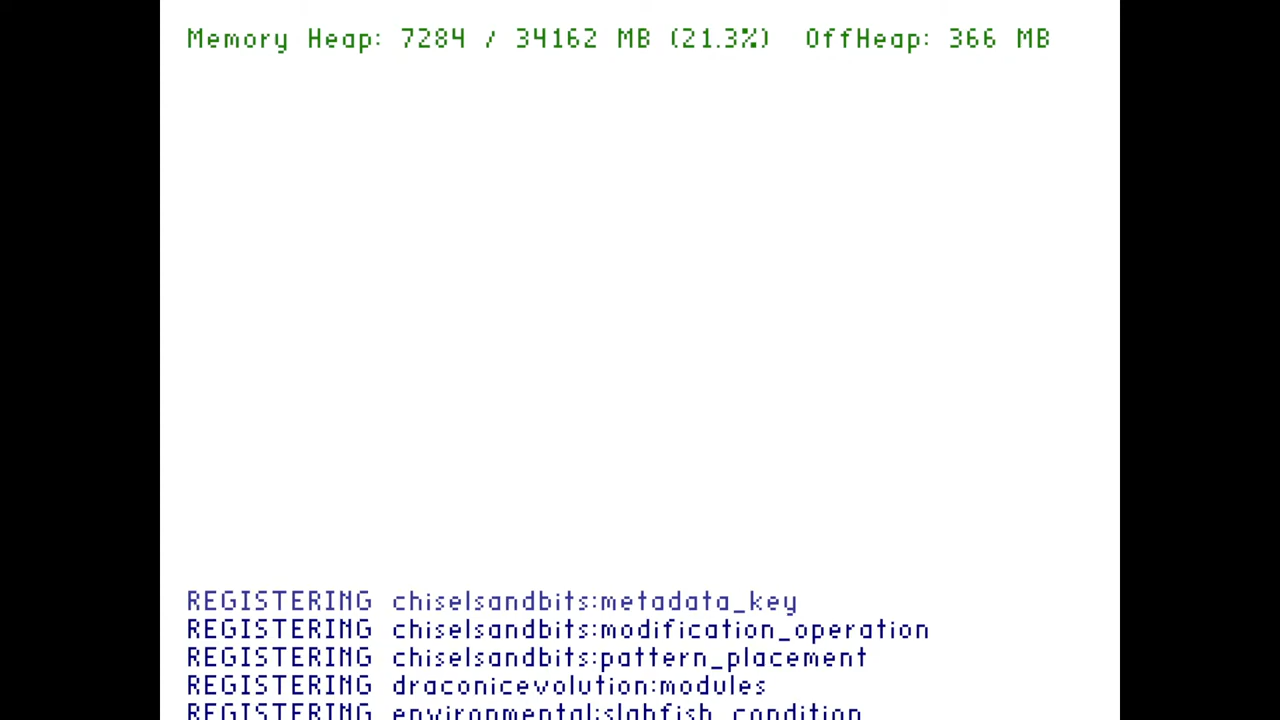 Memory Heap: 7284 / 34162 MB (21.3%)  OffHeap: 366 MB
REGISTERING chiselsandbits:metadata_key
REGISTERING chiselsandbits:modification_operation
REGISTERING chiselsandbits:pattern_placement
REGISTERING draconicevolution:modules
REGISTERING environmental:slabfish_condition